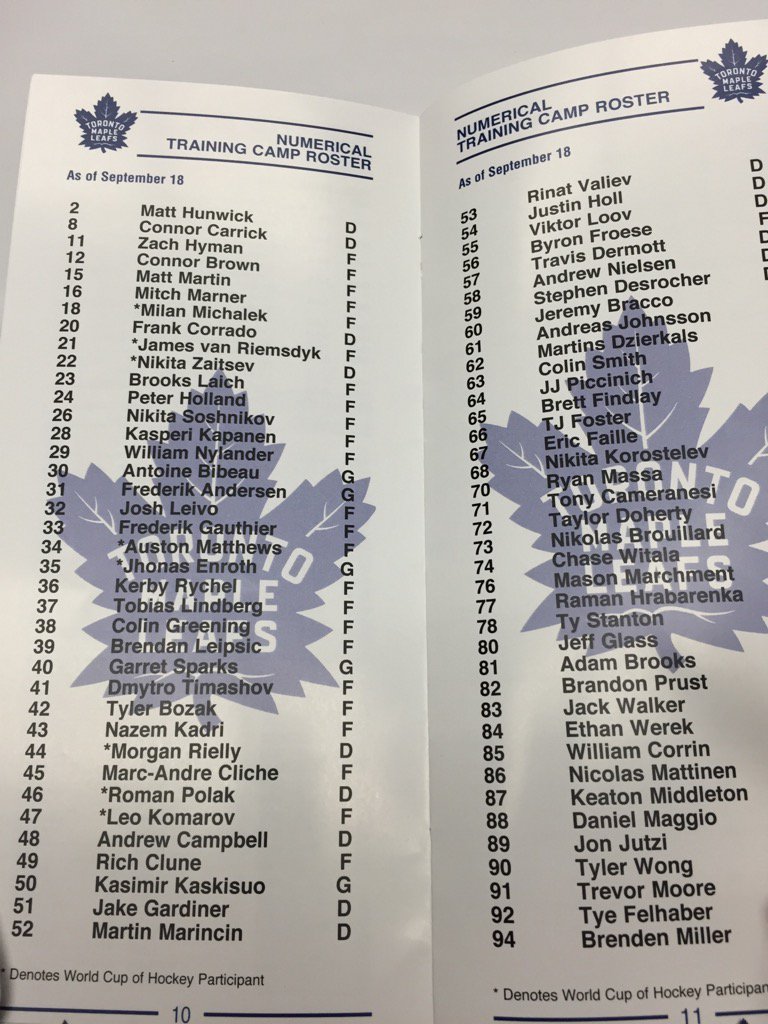 TORONTO
MAPLE
LEAFS
NUMERICAL
TRAINING CAMP ROSTER
As of September 18
2 Matt Hunwick D
8 Connor Carrick D
11 Zach Hyman F
12 Connor Brown F
15 Matt Martin F
16 Mitch Marner F
18 *Milan Michalek F
20 Frank Corrado D
21 *James van Riemsdyk F
22 *Nikita Zaitsev D
23 Brooks Laich F
24 Peter Holland F
26 Nikita Soshnikov F
28 Kasperi Kapanen F
29 William Nylander F
30 Antoine Bibeau G
31 Frederik Andersen G
32 Josh Leivo F
33 Frederik Gauthier F
34 *Auston Matthews F
35 *Jhonas Enroth G
36 Kerby Rychel F
37 Tobias Lindberg F
38 Colin Greening F
39 Brendan Leipsic F
40 Garret Sparks G
41 Dmytro Timashov F
42 Tyler Bozak F
43 Nazem Kadri F
44 *Morgan Rielly D
45 Marc-Andre Cliche F
46 *Roman Polak D
47 *Leo Komarov F
48 Andrew Campbell D
49 Rich Clune F
50 Kasimir Kaskisuo G
51 Jake Gardiner D
52 Martin Marincin D
TORONTO
MAPLE
LEAFS
* Denotes World Cup of Hockey Participant
10
TORONTO
MAPLE
LEAFS
NUMERICAL
TRAINING CAMP ROSTER
As of September 18
53 Rinat Valiev D
54 Justin Holl D
55 Viktor Loov D
56 Byron Froese F
57 Travis Dermott D
58 Andrew Nielsen D
59 Stephen Desrocher
60 Jeremy Bracco
61 Andreas Johnsson
62 Martins Dzierkals
63 Colin Smith
64 JJ Piccinich
65 Brett Findlay
66 TJ Foster
67 Eric Faille
68 Nikita Korostelev
70 Ryan Massa
71 Tony Cameranesi
72 Taylor Doherty
73 Nikolas Brouillard
74 Chase Witala
76 Mason Marchment
77 Raman Hrabarenka
78 Ty Stanton
80 Jeff Glass
81 Adam Brooks
82 Brandon Prust
83 Jack Walker
84 Ethan Werek
85 William Corrin
86 Nicolas Mattinen
87 Keaton Middleton
88 Daniel Maggio
89 Jon Jutzi
90 Tyler Wong
91 Trevor Moore
92 Tye Felhaber
94 Brenden Miller
TORONTO
MAPLE
LEAFS
* Denotes World Cup of Hockey Participan
11